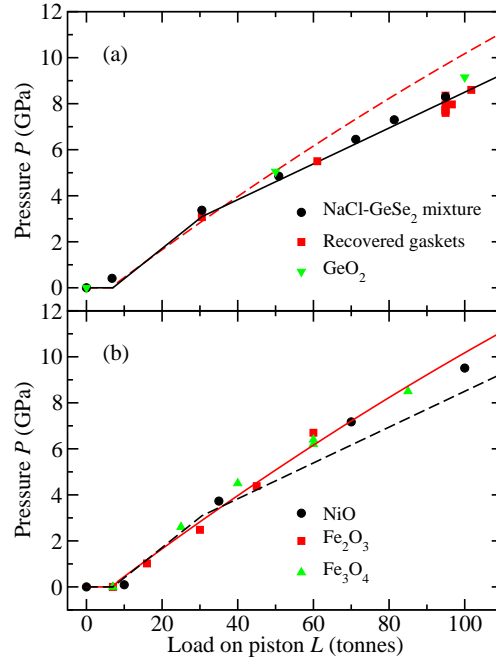 12
(a)
10
8
6
4
2
0
Pressure P (GPa)
NaCl-GeSe₂ mixture
Recovered gaskets
GeO₂
12
(b)
10
8
6
4
2
0
Pressure P (GPa)
NiO
Fe₂O₃
Fe₃O₄
0 20 40 60 80 100
Load on piston L (tonnes)